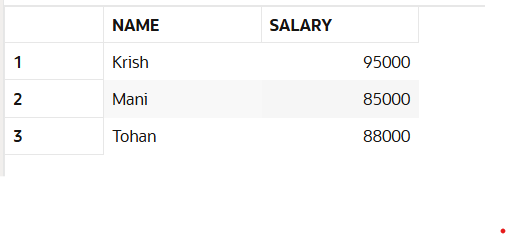 NAME SALARY
1 Krish 95000
2 Mani 85000
3 Tohan 88000